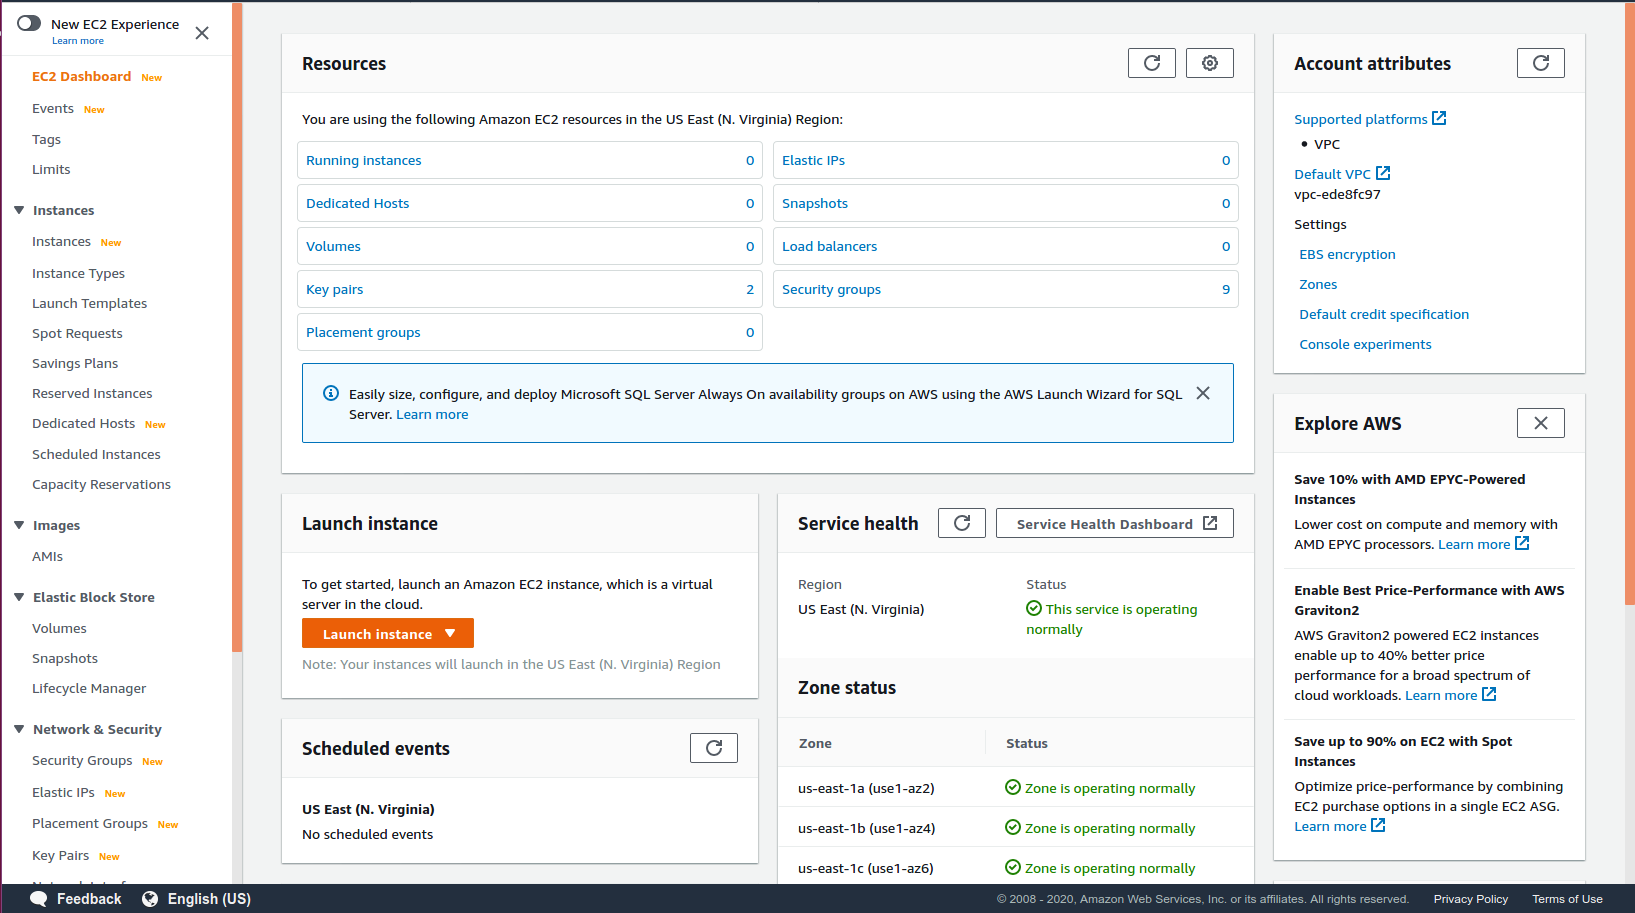 New EC2 Experience
Learn more
EC2 Dashboard New
Events New
Tags
Limits
Instances
Instances New
Instance Types
Launch Templates
Spot Requests
Savings Plans
Reserved Instances
Dedicated Hosts New
Scheduled Instances
Capacity Reservations
Images
AMIs
Elastic Block Store
Volumes
Snapshots
Lifecycle Manager
Network & Security
Security Groups New
Elastic IPs New
Placement Groups New
Key Pairs New
Resources
You are using the following Amazon EC2 resources in the US East (N. Virginia) Region:
Running instances 0
Elastic IPs 0
Dedicated Hosts 0
Snapshots 0
Volumes 0
Load balancers 0
Key pairs 2
Security groups 9
Placement groups 0
Easily size, configure, and deploy Microsoft SQL Server Always On availability groups on AWS using the AWS Launch Wizard for SQL
Server. Learn more
Launch instance
To get started, launch an Amazon EC2 instance, which is a virtual
server in the cloud.
Launch instance
Note: Your instances will launch in the US East (N. Virginia) Region
Scheduled events
US East (N. Virginia)
No scheduled events
Service health
Service Health Dashboard
Region
US East (N. Virginia)
Status
This service is operating
normally
Zone status
Zone Status
us-east-1a (use1-az2) Zone is operating normally
us-east-1b (use1-az4) Zone is operating normally
us-east-1c (use1-az6) Zone is operating normally
Account attributes
Supported platforms
• VPC
Default VPC
vpc-ede8fc97
Settings
EBS encryption
Zones
Default credit specification
Console experiments
Explore AWS
Save 10% with AMD EPYC-Powered
Instances
Lower cost on compute and memory with
AMD EPYC processors. Learn more
Enable Best Price-Performance with AWS
Graviton2
AWS Graviton2 powered EC2 instances
enable up to 40% better price
performance for a broad spectrum of
cloud workloads. Learn more
Save up to 90% on EC2 with Spot
Instances
Optimize price-performance by combining
EC2 purchase options in a single EC2 ASG.
Learn more
Feedback
English (US)
© 2008 - 2020, Amazon Web Services, Inc. or its affiliates. All rights reserved.
Privacy Policy
Terms of Use